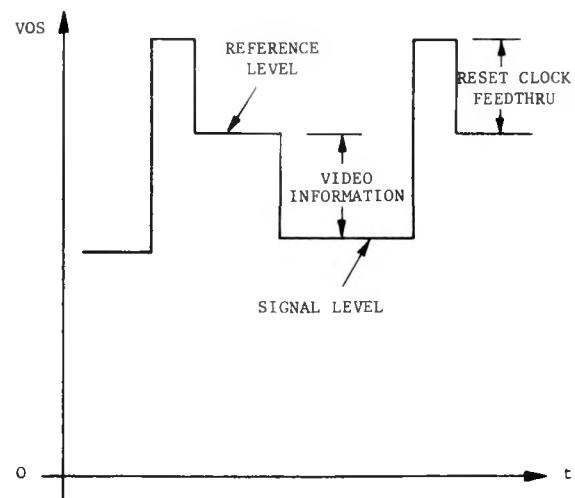 VOS
REFERENCE
LEVEL
RESET CLOCK
FEEDTHRU
VIDEO
INFORMATION
SIGNAL LEVEL
O
t